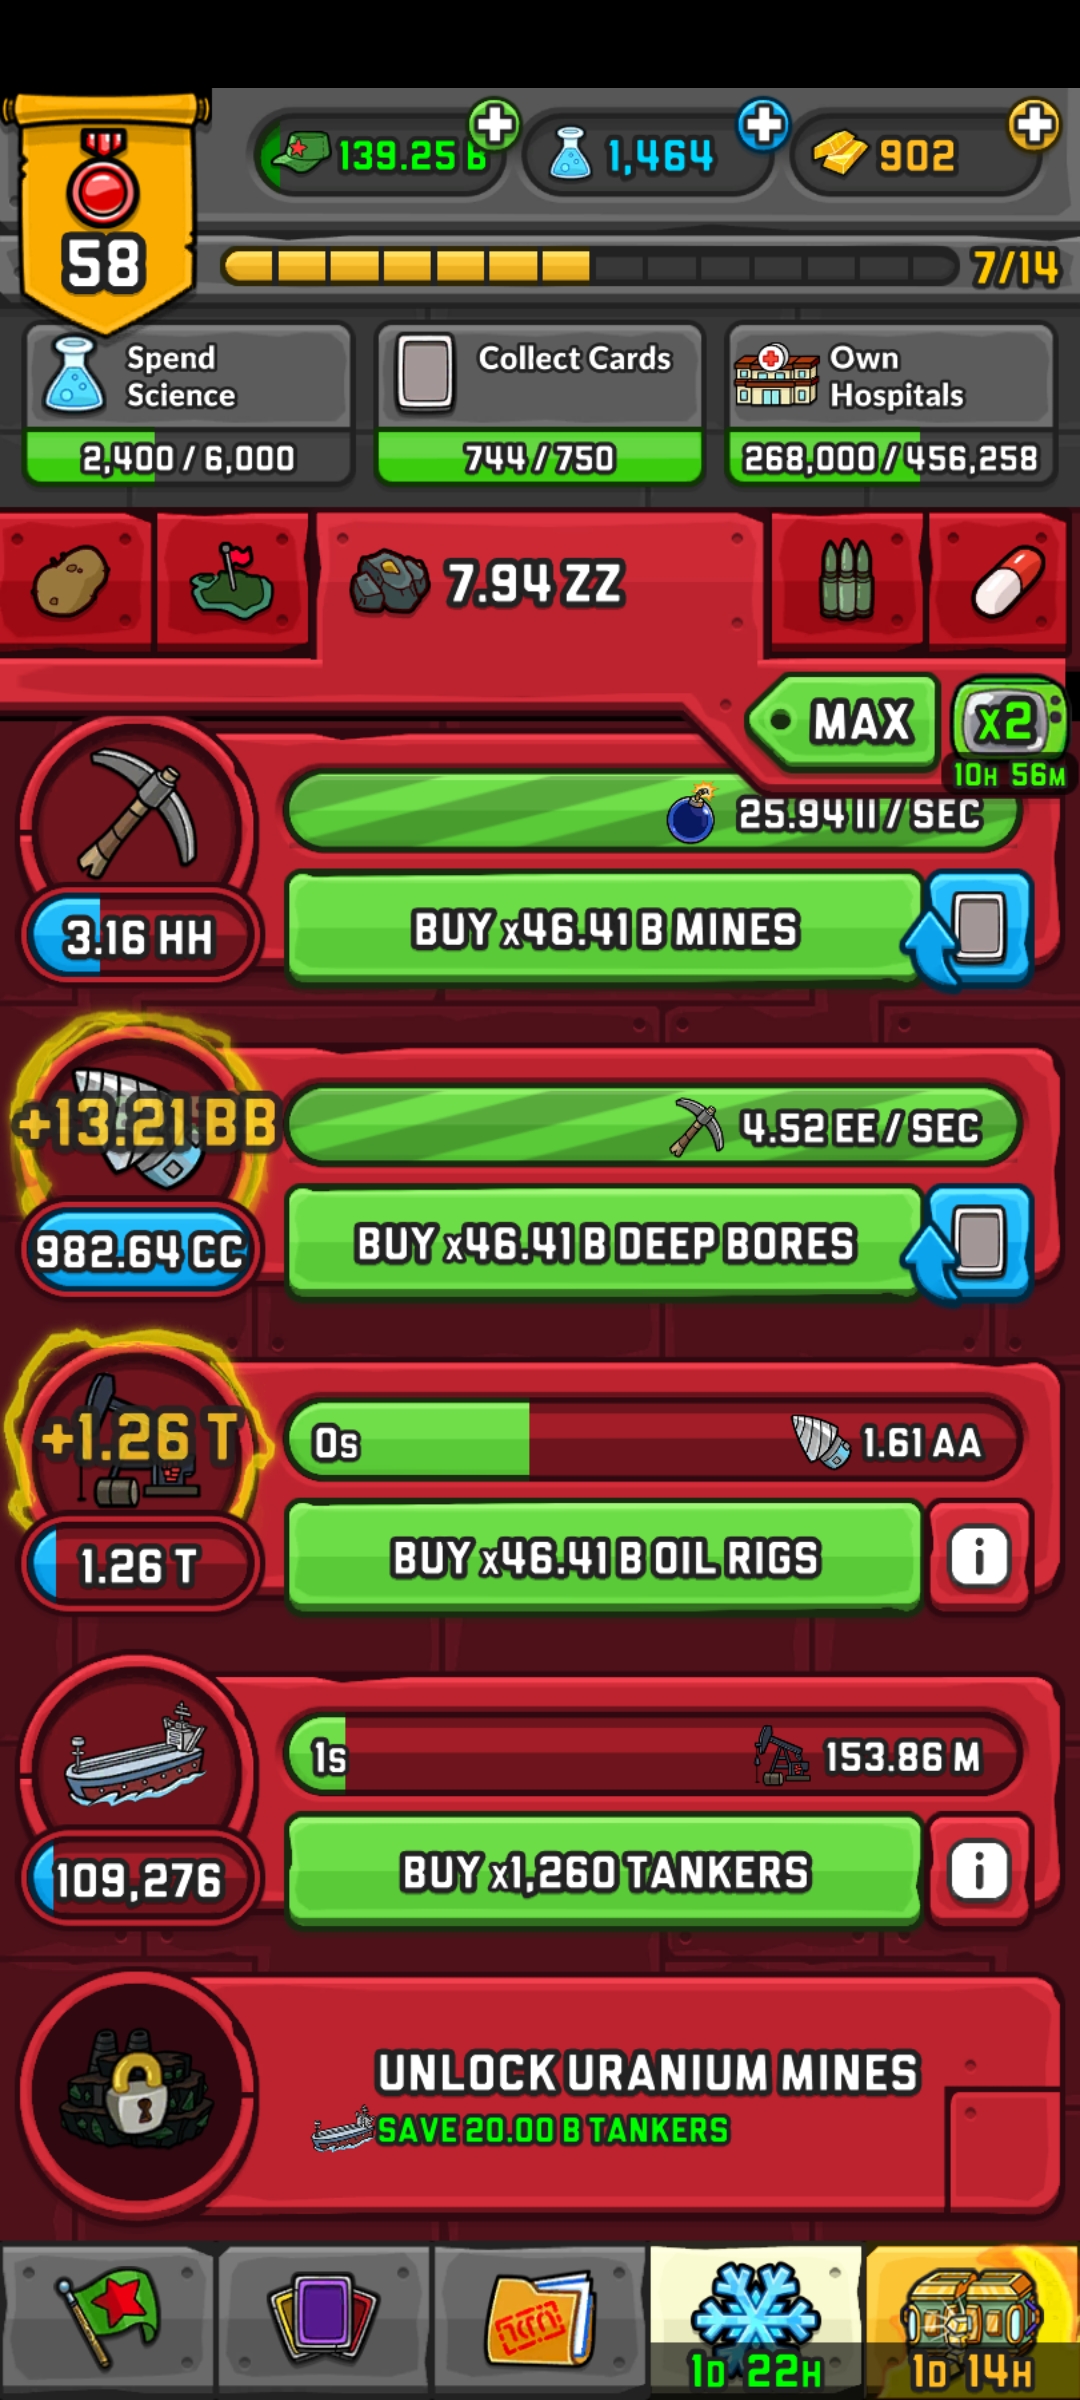 139.25 B
1,464
902
58
7/14
Spend
Science
2,400 / 6,000
Collect Cards
744 / 750
Own
Hospitals
268,000 / 456,258
7.94 ZZ
MAX
x2
10H 56M
25.94 II / SEC
3.16 HH
BUY x46.41 B MINES
+13.21 BB
4.52 EE / SEC
982.64 CC
BUY x46.41 B DEEP BORES
+1.26 T
0s
1.61 AA
1.26 T
BUY x46.41 B OIL RIGS
i
1s
153.86 M
109,276
BUY x1,260 TANKERS
i
UNLOCK URANIUM MINES
SAVE 20.00 B TANKERS
1D 22H
1D 14H